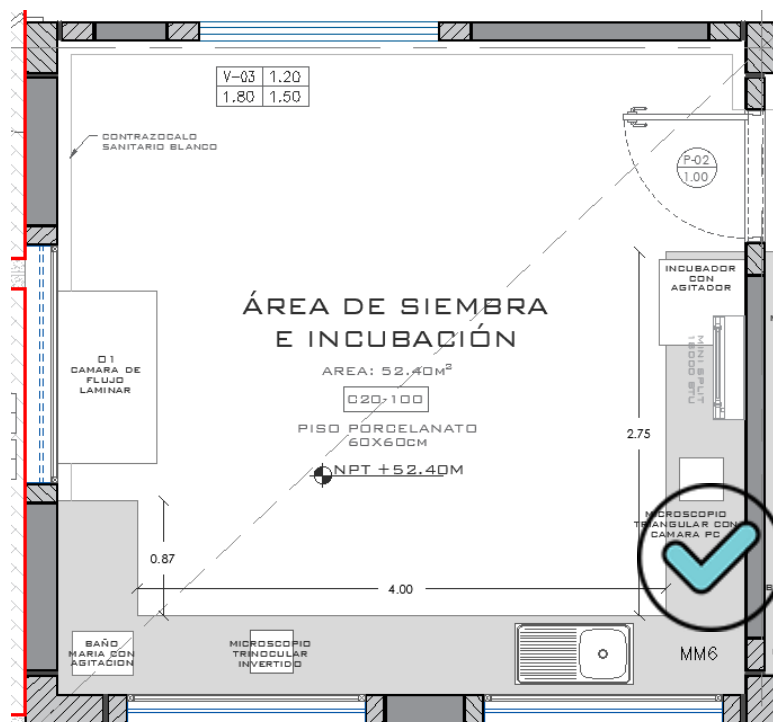 V-03 1.20
1.80 1.50
CONTRAZOCALO
SANITARIO BLANCO
P-02
1.00
INCUBADOR
CON
AGITADOR
ÁREA DE SIEMBRA
E INCUBACIÓN
MINI SPLIT
18000 BTU
01
CAMARA DE
FLUJO
LAMINAR
AREA: 52.40M²
C20-100
PISO PORCELANATO
60X60CM
2.75
NPT +52.40M
MICROSCOPIO
TRIANGULAR CON
CAMARA PC
0.87
4.00
BAÑO
MARIA CON
AGITACION
MICROSCOPIO
TRINOCULAR
INVERTIDO
MM6